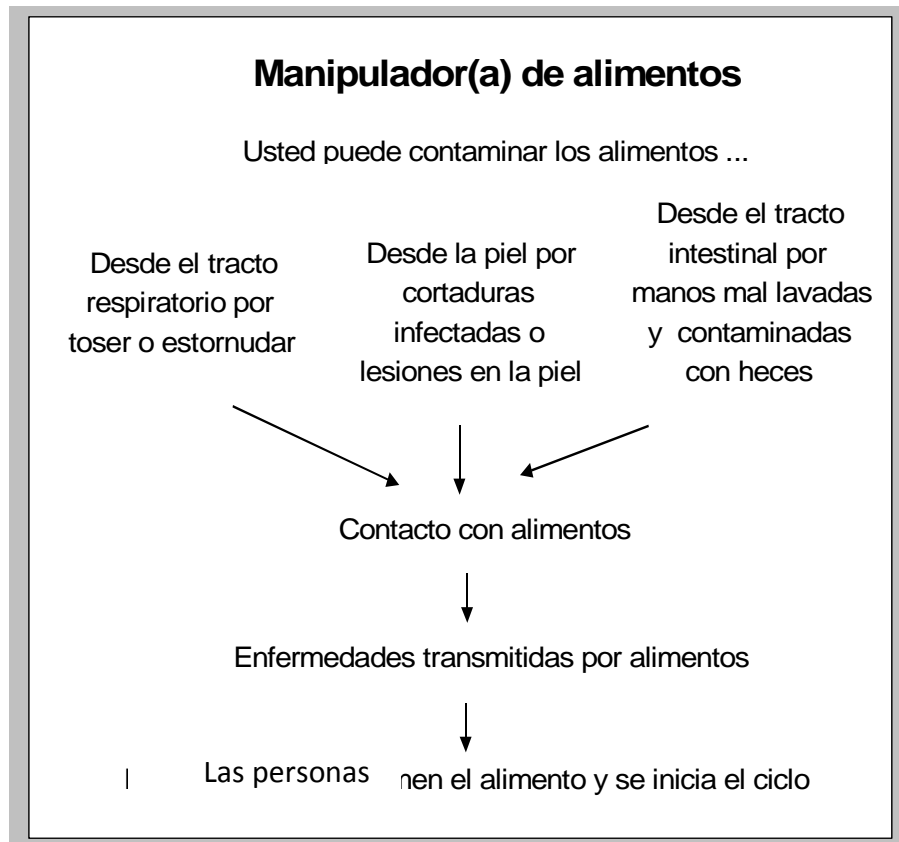 Manipulador(a) de alimentos
Usted puede contaminar los alimentos ...
Desde el tracto
respiratorio por
toser o estornudar
Desde la piel por
cortaduras
infectadas o
lesiones en la piel
Desde el tracto
intestinal por
manos mal lavadas
y contaminadas
con heces
Contacto con alimentos
Enfermedades transmitidas por alimentos
Las personas men el alimento y se inicia el ciclo